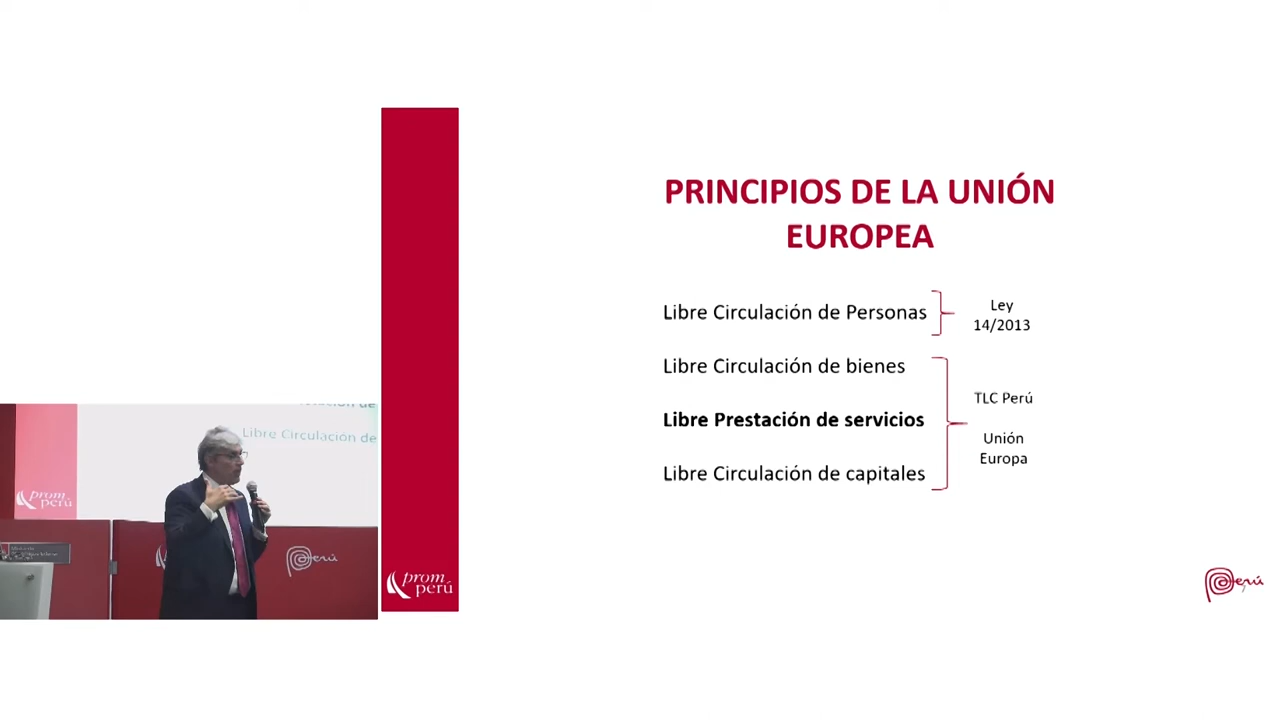 PRINCIPIOS DE LA UNIÓN
EUROPEA
Libre Circulación de Personas
Ley
14/2013
Libre Circulación de bienes
Libre Prestación de servicios
Libre Circulación de capitales
TLC Perú
Unión
Europa
Libre Circulación de
prom
perú
Perú
prom
perú
Perú